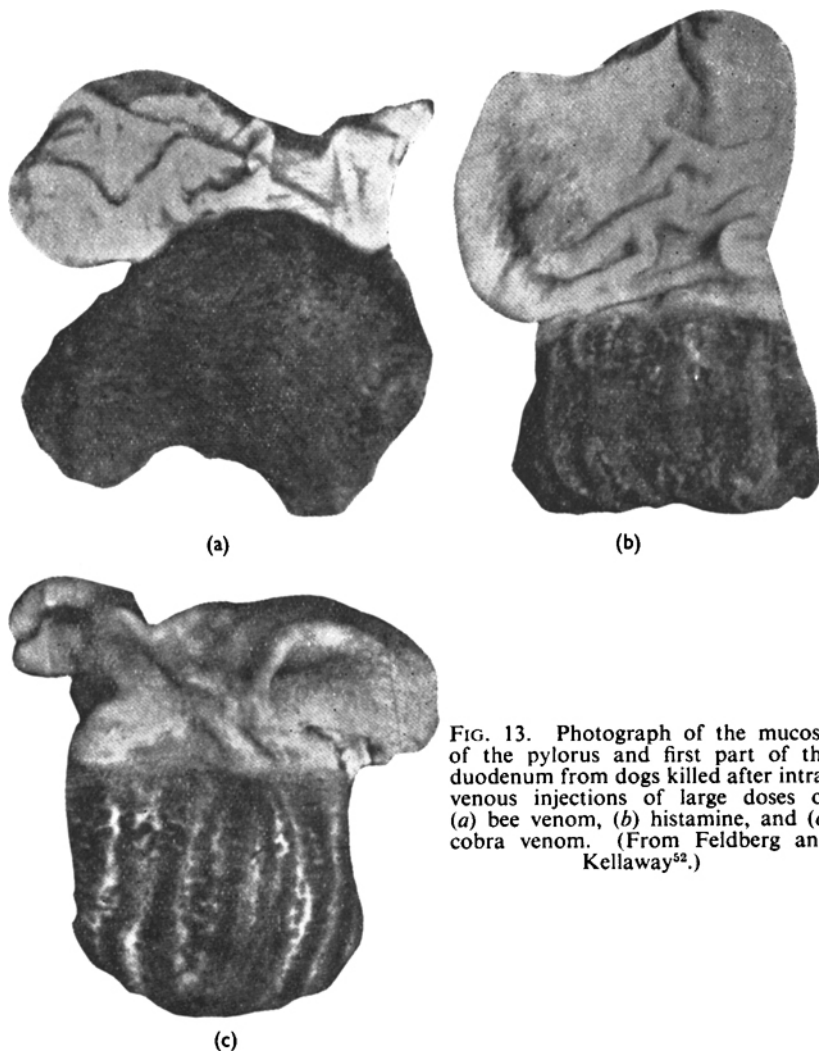 (a)
(b)
FIG. 13. Photograph of the mucos
of the pylorus and first part of th
duodenum from dogs killed after intra
venous injections of large doses o
(a) bee venom, (b) histamine, and (c
cobra venom. (From Feldberg an
Kellaway⁵².)
(c)